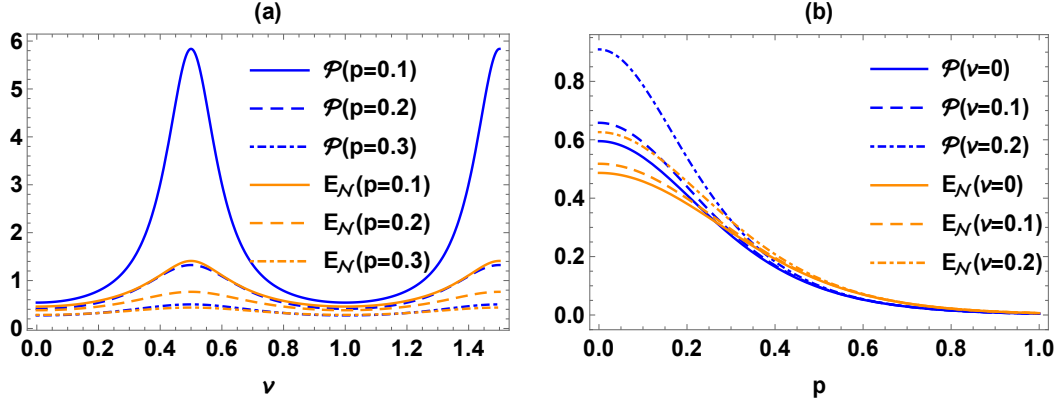 (a)
6
5
4
3
2
1
0
𝒫(p=0.1)
𝒫(p=0.2)
𝒫(p=0.3)
E𝒩(p=0.1)
E𝒩(p=0.2)
E𝒩(p=0.3)
0.0 0.2 0.4 0.6 0.8 1.0 1.2 1.4
ν
(b)
0.8
0.6
0.4
0.2
0.0
𝒫(ν=0)
𝒫(ν=0.1)
𝒫(ν=0.2)
E𝒩(ν=0)
E𝒩(ν=0.1)
E𝒩(ν=0.2)
0.0 0.2 0.4 0.6 0.8 1.0
p